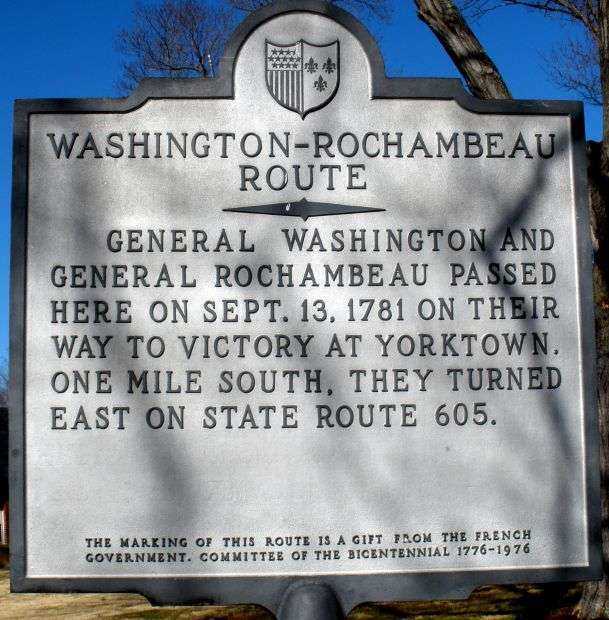 WASHINGTON-ROCHAMBEAU
ROUTE
GENERAL WASHINGTON AND
GENERAL ROCHAMBEAU PASSED
HERE ON SEPT. 13, 1781 ON THEIR
WAY TO VICTORY AT YORKTOWN.
ONE MILE SOUTH, THEY TURNED
EAST ON STATE ROUTE 605.
THE MARKING OF THIS ROUTE IS A GIFT FROM THE FRENCH
GOVERNMENT. COMMITTEE OF THE BICENTENNIAL 1776-1976